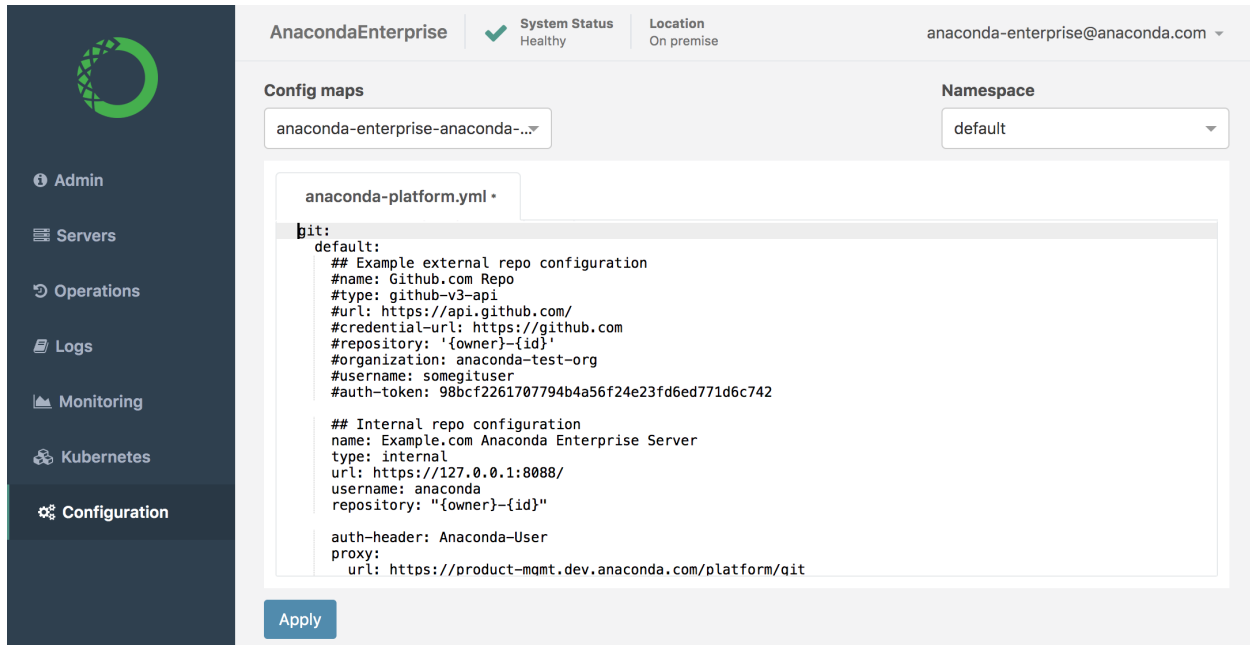 AnacondaEnterprise
System Status
Healthy
Location
On premise
anaconda-enterprise@anaconda.com
Admin
Servers
Operations
Logs
Monitoring
Kubernetes
Configuration
Config maps
anaconda-enterprise-anaconda-...
Namespace
default
anaconda-platform.yml •
git:
  default:
    ## Example external repo configuration
    #name: Github.com Repo
    #type: github-v3-api
    #url: https://api.github.com/
    #credential-url: https://github.com
    #repository: '{owner}-{id}'
    #organization: anaconda-test-org
    #username: somegituser
    #auth-token: 98bcf2261707794b4a56f24e23fd6ed771d6c742
    ## Internal repo configuration
    name: Example.com Anaconda Enterprise Server
    type: internal
    url: https://127.0.0.1:8088/
    username: anaconda
    repository: "{owner}-{id}"
    auth-header: Anaconda-User
    proxy:
      url: https://product-mgmt.dev.anaconda.com/platform/git
Apply